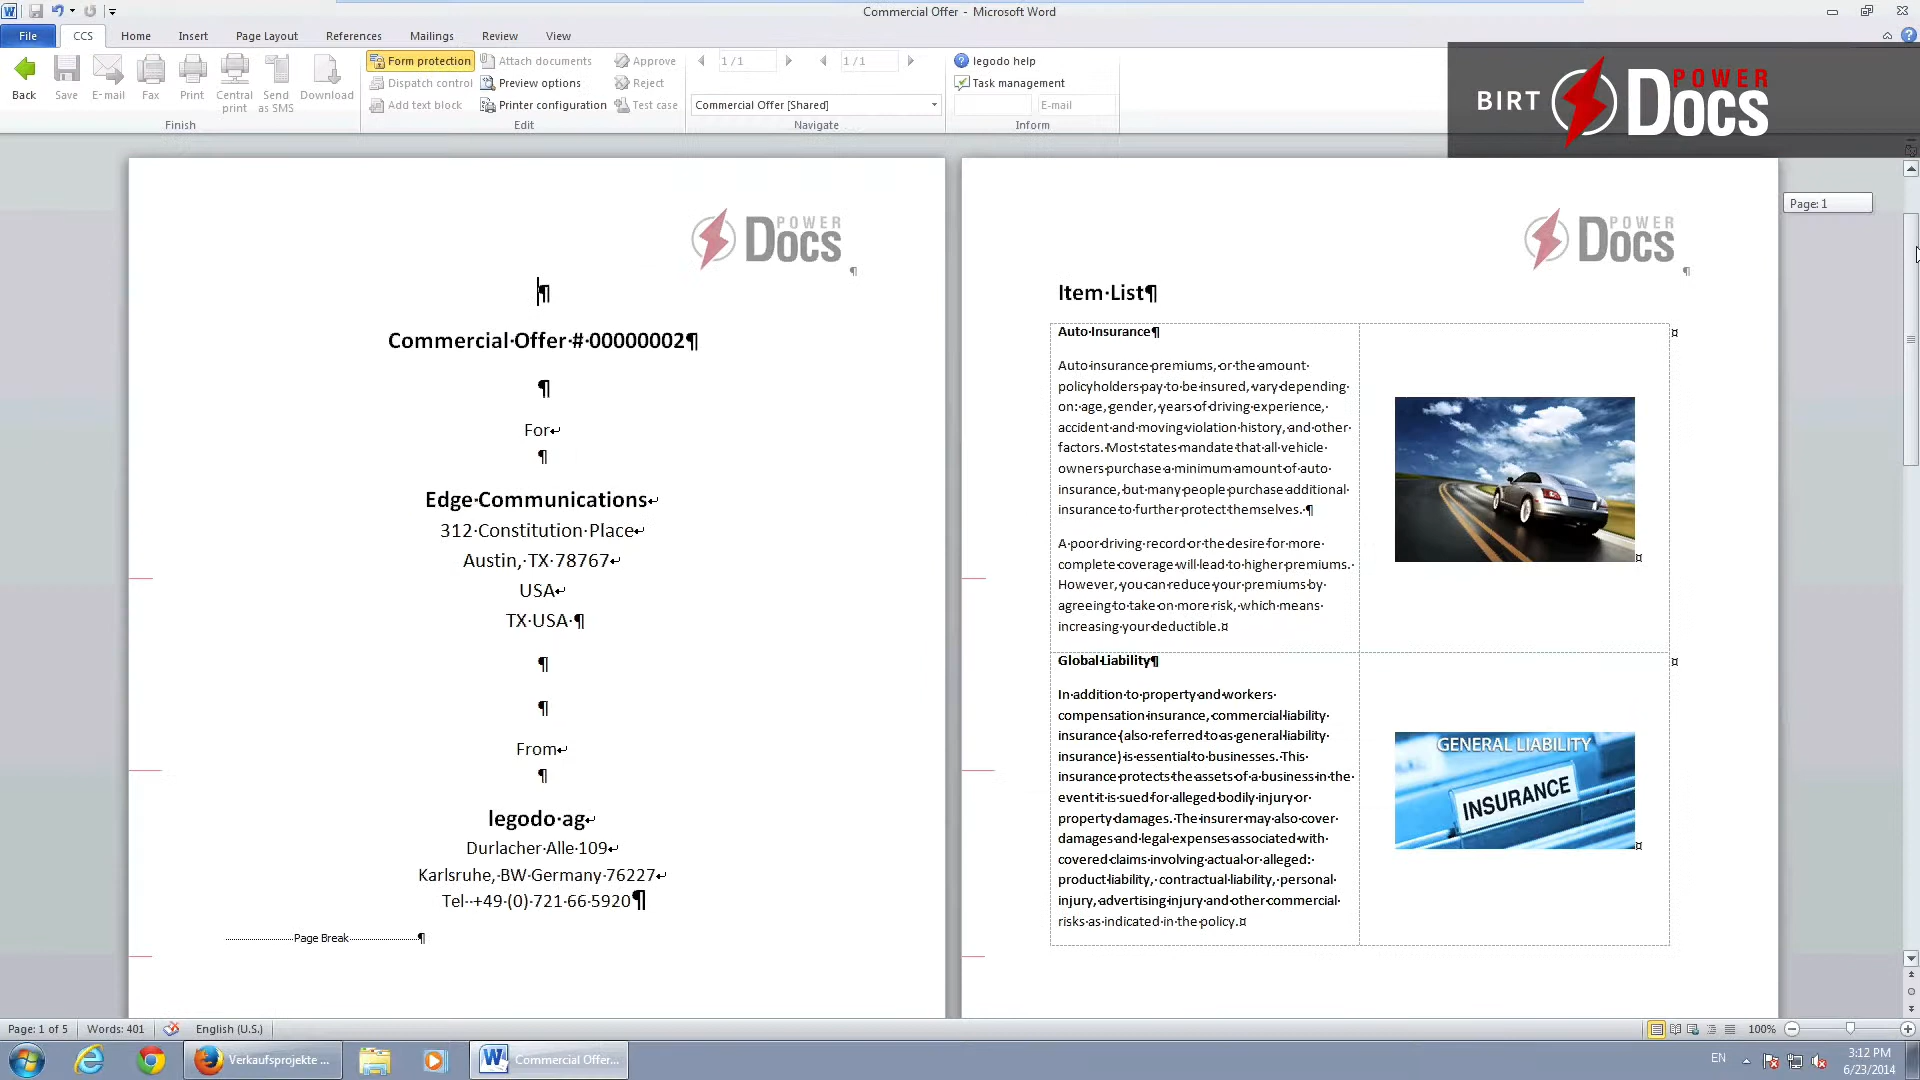 Commercial Offer - Microsoft Word
File CCS Home Insert Page Layout References Mailings Review View
Back Save E-mail Fax Print Central print Send as SMS Download
Finish
Form protection Attach documents Approve
Dispatch control Preview options Reject
Add text block Printer configuration Test case
Edit
1 / 1 1 / 1
Commercial Offer [Shared]
Navigate
legodo help
Task management
E-mail
Inform
BIRT POWER Docs
Page: 1
POWER
Docs
¶
¶
Commercial·Offer·#·00000002¶
¶
For↵
¶
Edge·Communications↵
312·Constitution·Place↵
Austin,·TX·78767↵
USA↵
TX·USA·¶
¶
¶
From↵
¶
legodo·ag↵
Durlacher·Alle·109↵
Karlsruhe,·BW·Germany·76227↵
Tel··+49·(0)·721·66·5920¶
Page Break¶
POWER
Docs
¶
Item·List¶
Auto·Insurance¶
Auto·insurance·premiums,·or·the·amount·
policyholders·pay·to·be·insured,·vary·depending·
on:·age,·gender,·years·of·driving·experience,·
accident·and·moving·violation·history,·and·other·
factors.·Most·states·mandate·that·all·vehicle·
owners·purchase·a·minimum·amount·of·auto·
insurance,·but·many·people·purchase·additional·
insurance·to·further·protect·themselves.·¶
A·poor·driving·record·or·the·desire·for·more·
complete·coverage·will·lead·to·higher·premiums.·
However,·you·can·reduce·your·premiums·by·
agreeing·to·take·on·more·risk,·which·means·
increasing·your·deductible.¤
¤
¤
Global·Liability¶
In·addition·to·property·and·workers·
compensation·insurance,·commercial·liability·
insurance·(also·referred·to·as·general·liability·
insurance)·is·essential·to·businesses.·This·
insurance·protects·the·assets·of·a·business·in·the·
event·it·is·sued·for·alleged·bodily·injury·or·
property·damages.·The·insurer·may·also·cover·
damages·and·legal·expenses·associated·with·
covered·claims·involving·actual·or·alleged:·
product·liability,·contractual·liability,·personal·
injury,·advertising·injury·and·other·commercial·
risks·as·indicated·in·the·policy.¤
GENERAL LIABILITY
INSURANCE
¤
¤
Page: 1 of 5 Words: 401 English (U.S.) 100%
Verkaufsprojekte ... Commercial Offer...
EN 3:12 PM
6/23/2014